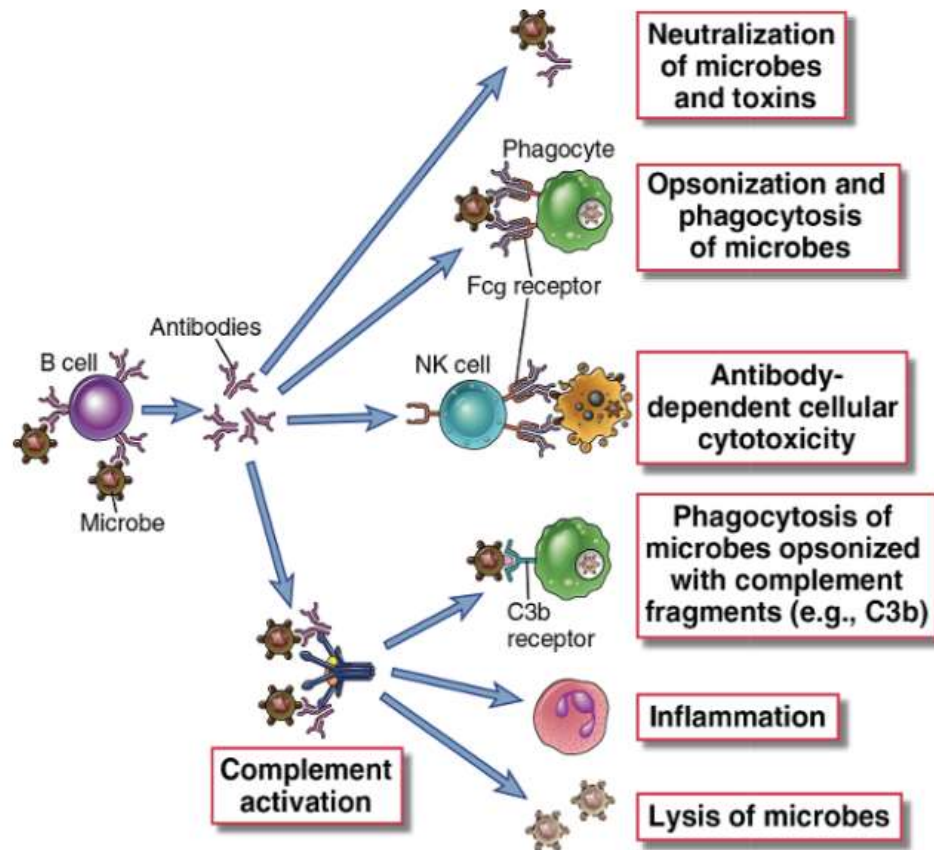 Neutralization
of microbes
and toxins
Phagocyte
Opsonization and
phagocytosis
of microbes
Fcg receptor
Antibodies
B cell
NK cell
Antibody-
dependent cellular
cytotoxicity
Microbe
Phagocytosis of
microbes opsonized
with complement
fragments (e.g., C3b)
C3b
receptor
Inflammation
Complement
activation
Lysis of microbes